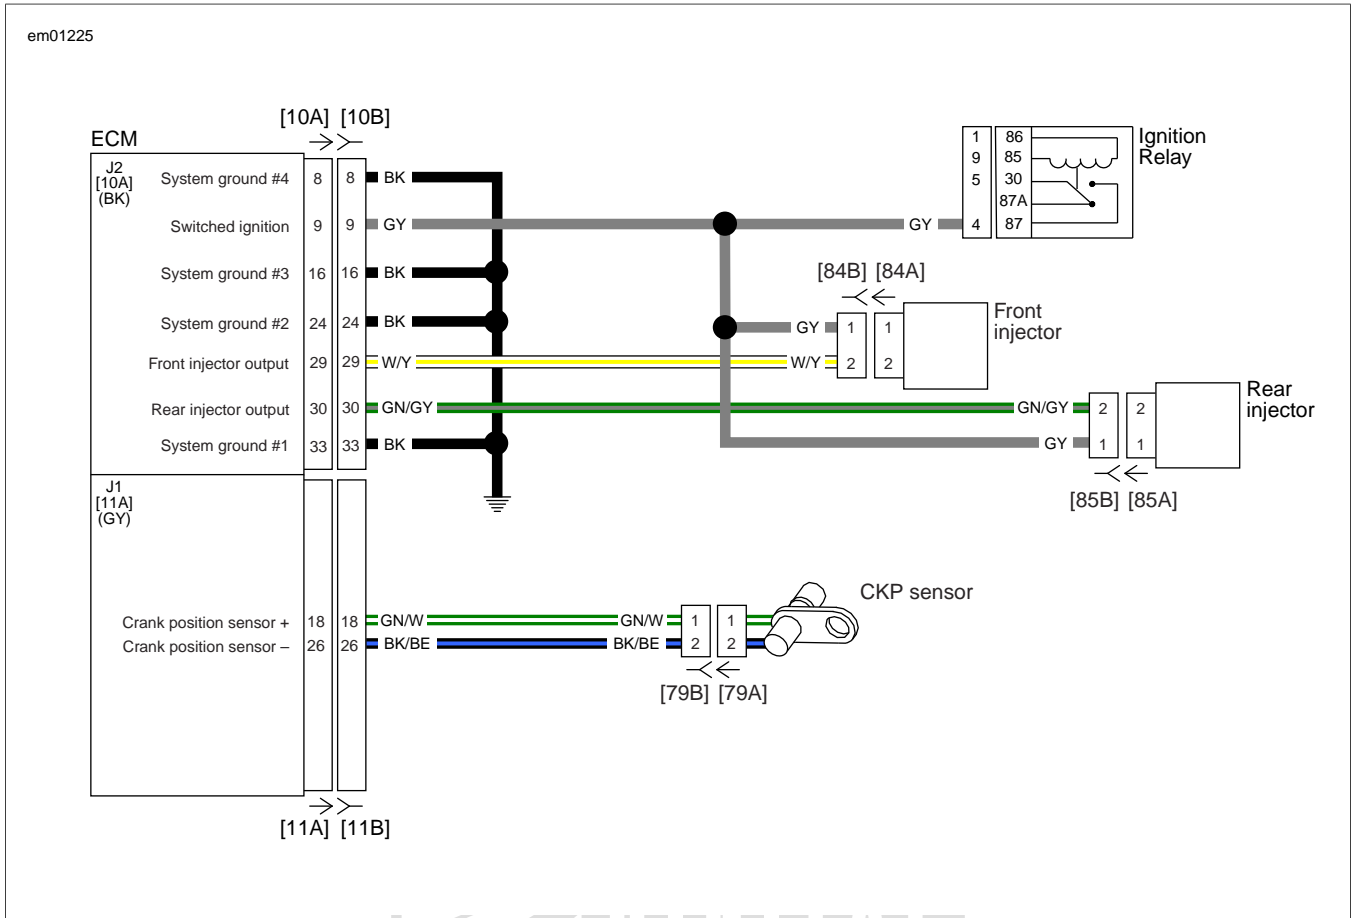 em01225
[10A] [10B]
ECM
J2
[10A]
(BK)
System ground #4 8 8 BK
Switched ignition 9 9 GY GY
System ground #3 16 16 BK
System ground #2 24 24 BK
Front injector output 29 29 W/Y W/Y
Rear injector output 30 30 GN/GY GN/GY
System ground #1 33 33 BK
1 86
9 85
5 30
87A
4 87
Ignition
Relay
[84B] [84A]
GY 1 1
2 2
Front
injector
2 2
GY 1 1
Rear
injector
[85B] [85A]
J1
[11A]
(GY)
Crank position sensor + 18 18 GN/W GN/W 1 1
Crank position sensor – 26 26 BK/BE BK/BE 2 2
CKP sensor
[79B] [79A]
[11A] [11B]